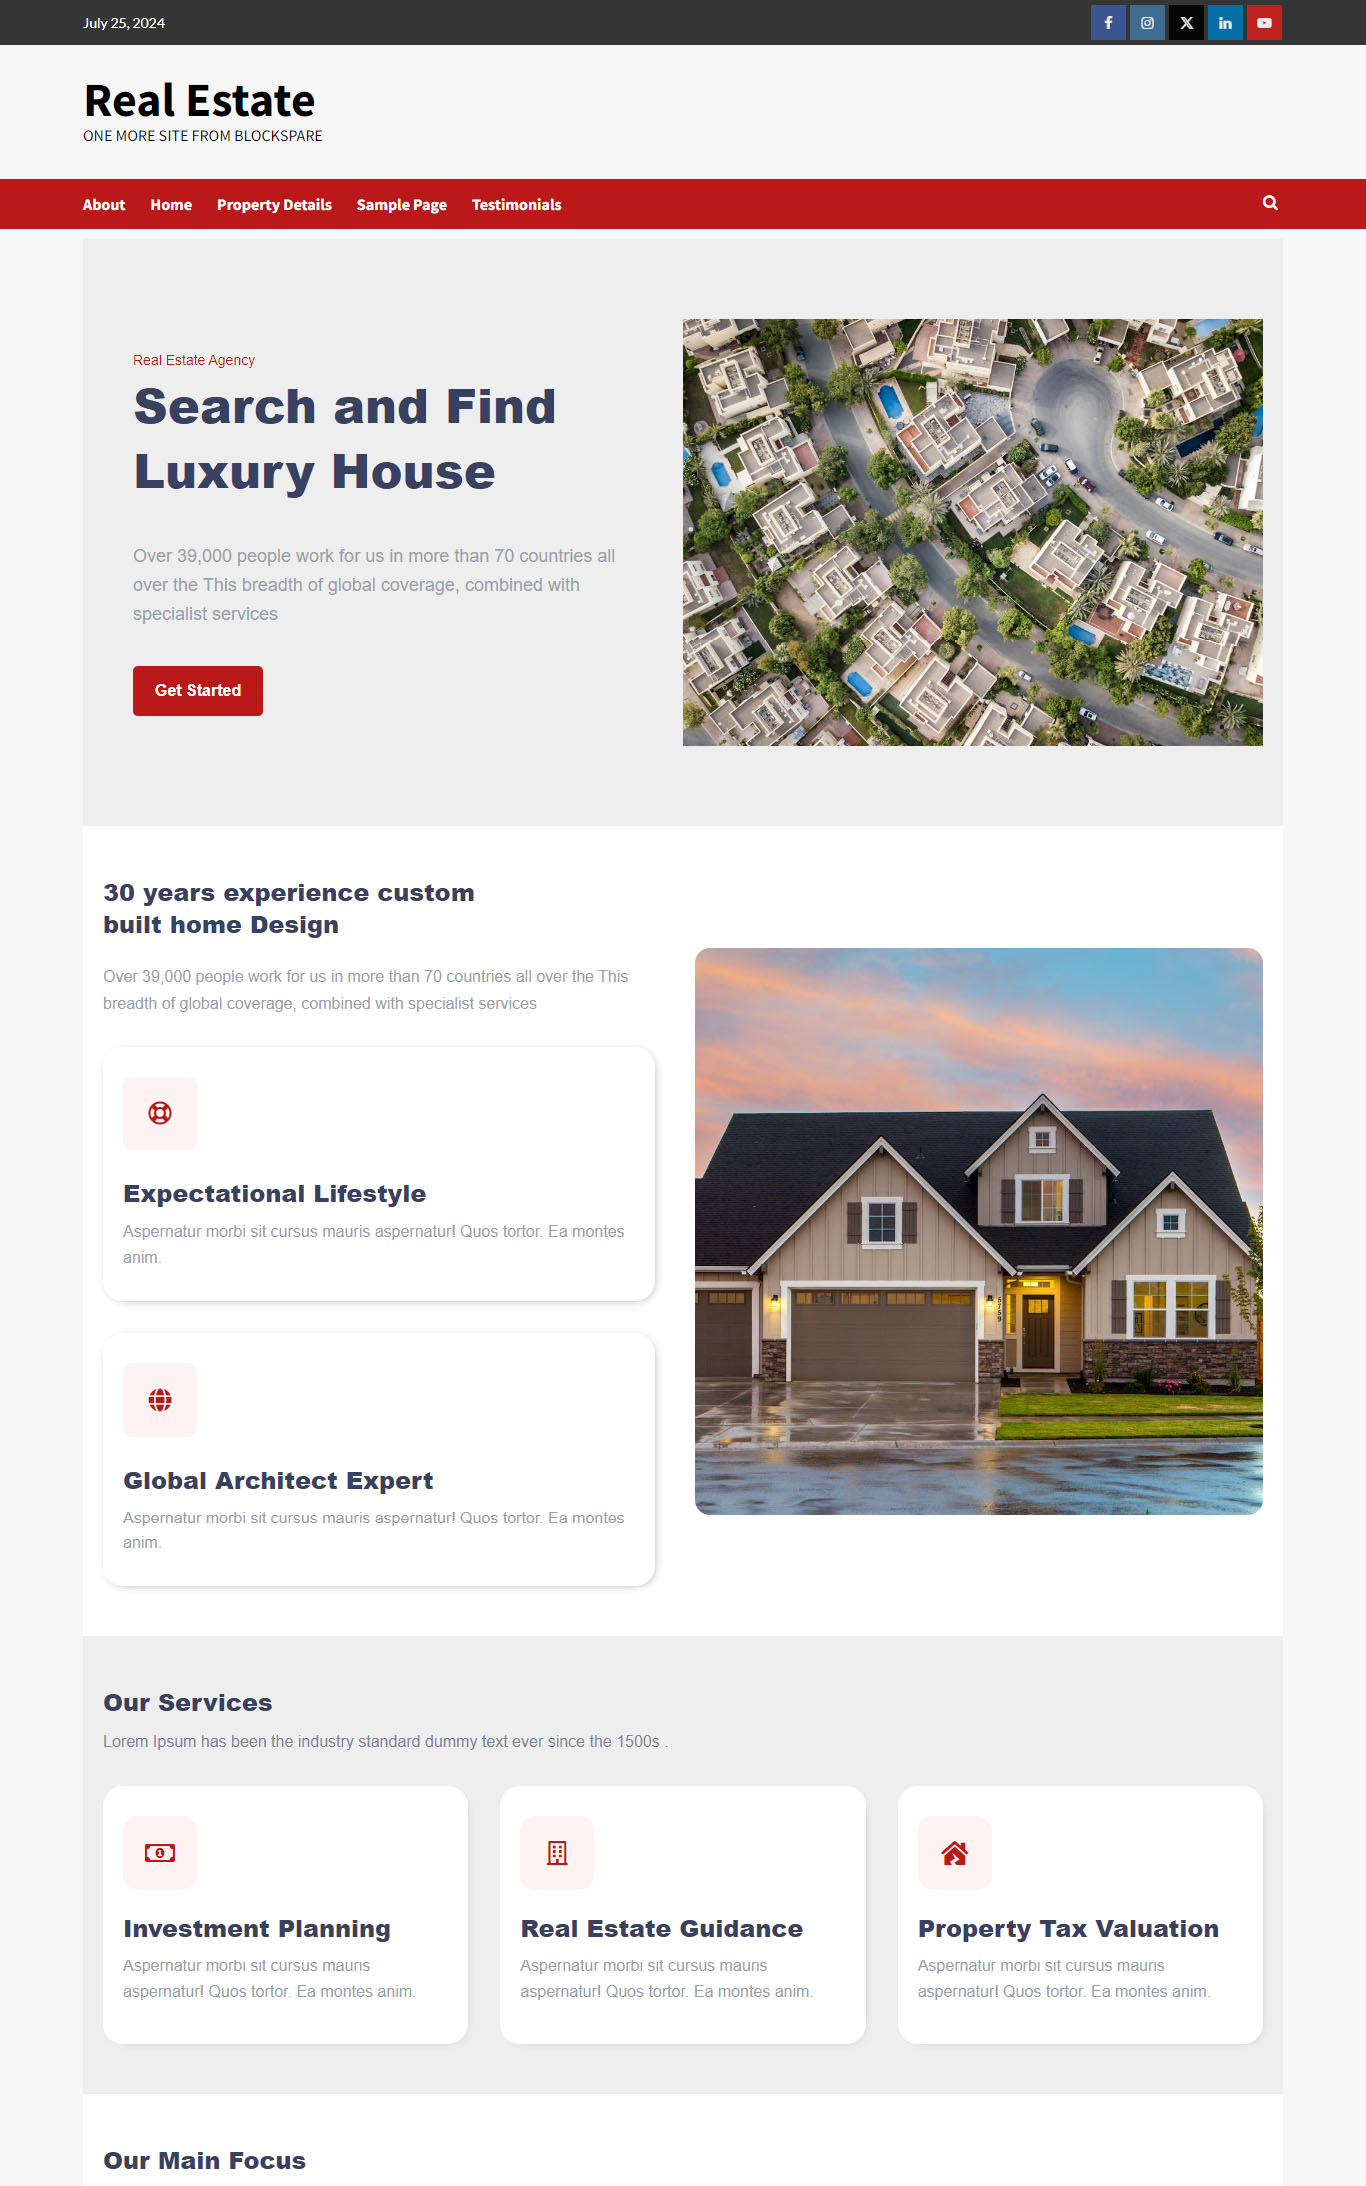 July 25, 2024
Real Estate
ONE MORE SITE FROM BLOCKSPARE
About Home Property Details Sample Page Testimonials
Real Estate Agency
Search and Find
Luxury House
Over 39,000 people work for us in more than 70 countries all
over the This breadth of global coverage, combined with
specialist services
Get Started
30 years experience custom
built home Design
Over 39,000 people work for us in more than 70 countries all over the This
breadth of global coverage, combined with specialist services
Expectational Lifestyle
Aspernatur morbi sit cursus mauris aspernatur! Quos tortor. Ea montes
anim.
5759
Global Architect Expert
Aspernatur morbi sit cursus mauris aspernatur! Quos tortor. Ea montes
anim.
Our Services
Lorem Ipsum has been the industry standard dummy text ever since the 1500s .
Investment Planning
Aspernatur morbi sit cursus mauris
aspernatur! Quos tortor. Ea montes anim.
Real Estate Guidance
Aspernatur morbi sit cursus mauris
aspernatur! Quos tortor. Ea montes anim.
Property Tax Valuation
Aspernatur morbi sit cursus mauris
aspernatur! Quos tortor. Ea montes anim.
Our Main Focus